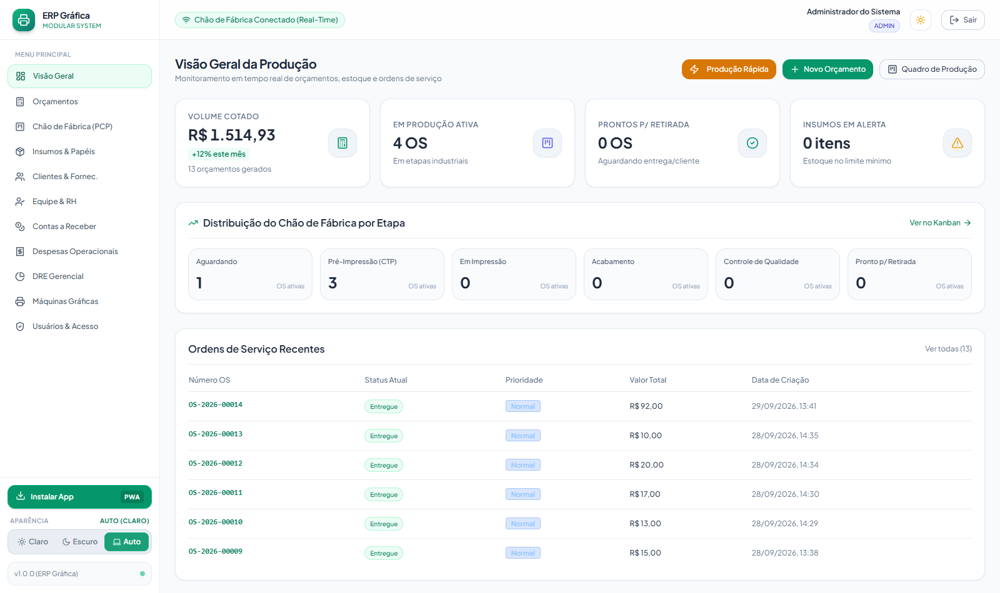 ERP Gráfica
MODULAR SYSTEM
MENU PRINCIPAL
Visão Geral
Orçamentos
Chão de Fábrica (PCP)
Insumos & Papéis
Clientes & Fornec.
Equipe & RH
Contas a Receber
Despesas Operacionais
DRE Gerencial
Máquinas Gráficas
Usuários & Acesso
Instalar App PWA
APARÊNCIA AUTO (CLARO)
Claro Escuro Auto
v1.0.0 (ERP Gráfica)
Chão de Fábrica Conectado (Real-Time)
Administrador do Sistema
ADMIN
Sair
Visão Geral da Produção
Monitoramento em tempo real de orçamentos, estoque e ordens de serviço
Produção Rápida
Novo Orçamento
Quadro de Produção
VOLUME COTADO
R$ 1.514,93
+12% este mês
13 orçamentos gerados
EM PRODUÇÃO ATIVA
4 OS
Em etapas industriais
PRONTOS P/ RETIRADA
0 OS
Aguardando entrega/cliente
INSUMOS EM ALERTA
0 itens
Estoque no limite mínimo
Distribuição do Chão de Fábrica por Etapa
Ver no Kanban →
Aguardando
1 OS ativas
Pré-Impressão (CTP)
3 OS ativas
Em Impressão
0 OS ativas
Acabamento
0 OS ativas
Controle de Qualidade
0 OS ativas
Pronto p/ Retirada
0 OS ativas
Ordens de Serviço Recentes
Ver todas (13)
Número OS Status Atual Prioridade Valor Total Data de Criação
OS-2026-00014 Entregue Normal R$ 92,00 29/09/2026, 13:41
OS-2026-00013 Entregue Normal R$ 10,00 28/09/2026, 14:35
OS-2026-00012 Entregue Normal R$ 20,00 28/09/2026, 14:34
OS-2026-00011 Entregue Normal R$ 17,00 28/09/2026, 14:30
OS-2026-00010 Entregue Normal R$ 13,00 28/09/2026, 14:29
OS-2026-00009 Entregue Normal R$ 15,00 28/09/2026, 13:38